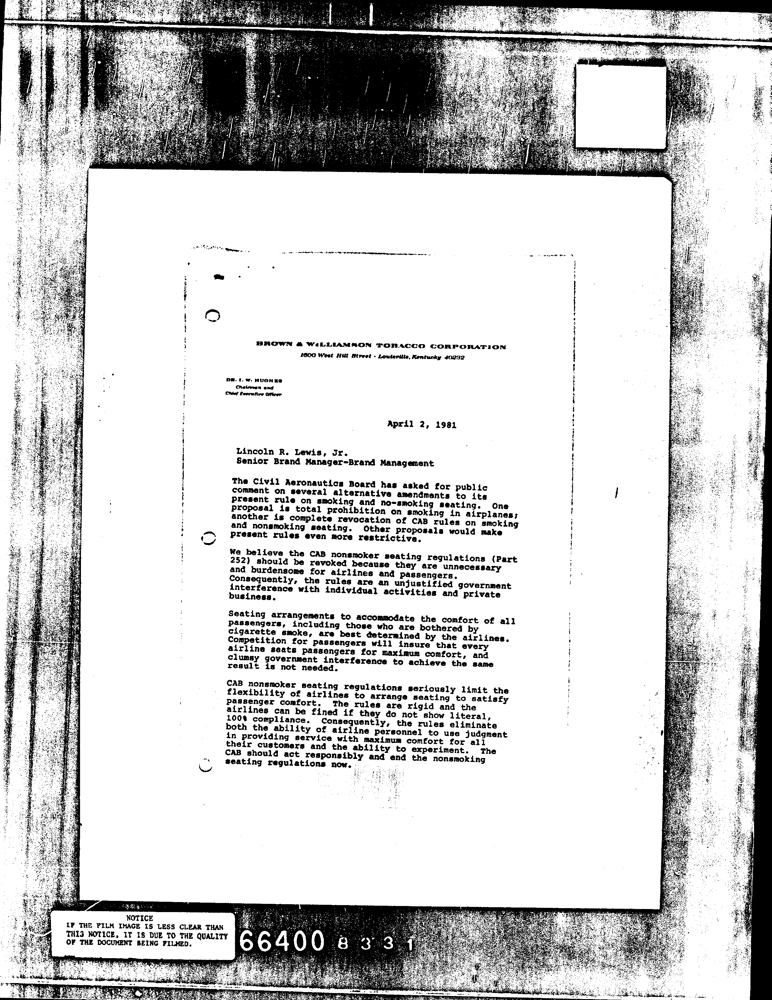 BROWN & WILLIAMSON TOBACCO CORPORATION
1600 West Hill Street - Louisville, Kentucky 40232
DR. I. W. HUGHES
Chairman and
Chief Executive Officer
April 2, 1981
Lincoln R. Lewis, Jr.
Senior Brand Manager-Brand Management
The Civil Aeronautics Board has asked for public
comment on several alternative amendments to its
present rule on smoking and no-smoking seating. One
proposal is total prohibition on smoking in airplanes;
another is complete revocation of CAB rules on smoking
and nonsmoking seating. Other proposals would make
present rules even more restrictive.
We believe the CAB nonsmoker seating regulations (Part
252) should be revoked because they are unnecessary
and burdensome for airlines and passengers.
Consequently, the rules are an unjustified government
interference with individual activities and private
business.
Seating arrangements to accommodate the comfort of all
passengers, including those who are bothered by
cigarette smoke, are best determined by the airlines.
Competition for passengers will insure that every
airline seats passengers for maximum comfort, and
clumsy government interference to achieve the same
result is not needed.
CAB nonsmoker seating regulations seriously limit the
flexibility of airlines to arrange seating to satisfy
passenger comfort. The rules are rigid and the
airlines can be fined if they do not show literal,
100% compliance. Consequently, the rules eliminate
both the ability of airline personnel to use judgment
in providing service with maximum comfort for all
their customers and the ability to experiment. The
CAB should act responsibly and end the nonsmoking
seating regulations now.
NOTICE
IF THE FILM IMAGE IS LESS CLEAR THAN
THIS NOTICE, IT IS DUE TO THE QUALITY
OF THE DOCUMENT BEING FILMED.
66400 8331